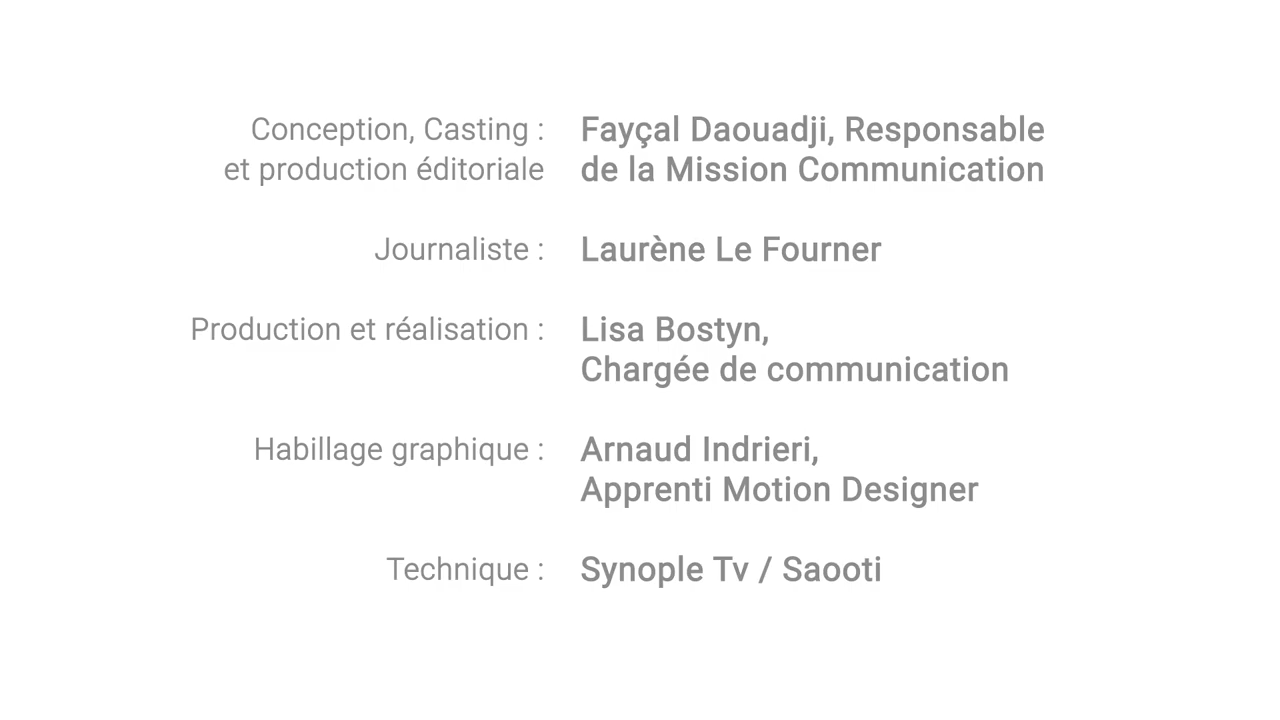 Conception, Casting : Fayçal Daouadji, Responsable
et production éditoriale de la Mission Communication
Journaliste : Laurène Le Fourner
Production et réalisation : Lisa Bostyn,
Chargée de communication
Habillage graphique : Arnaud Indrieri,
Apprenti Motion Designer
Technique : Synople Tv / Saooti